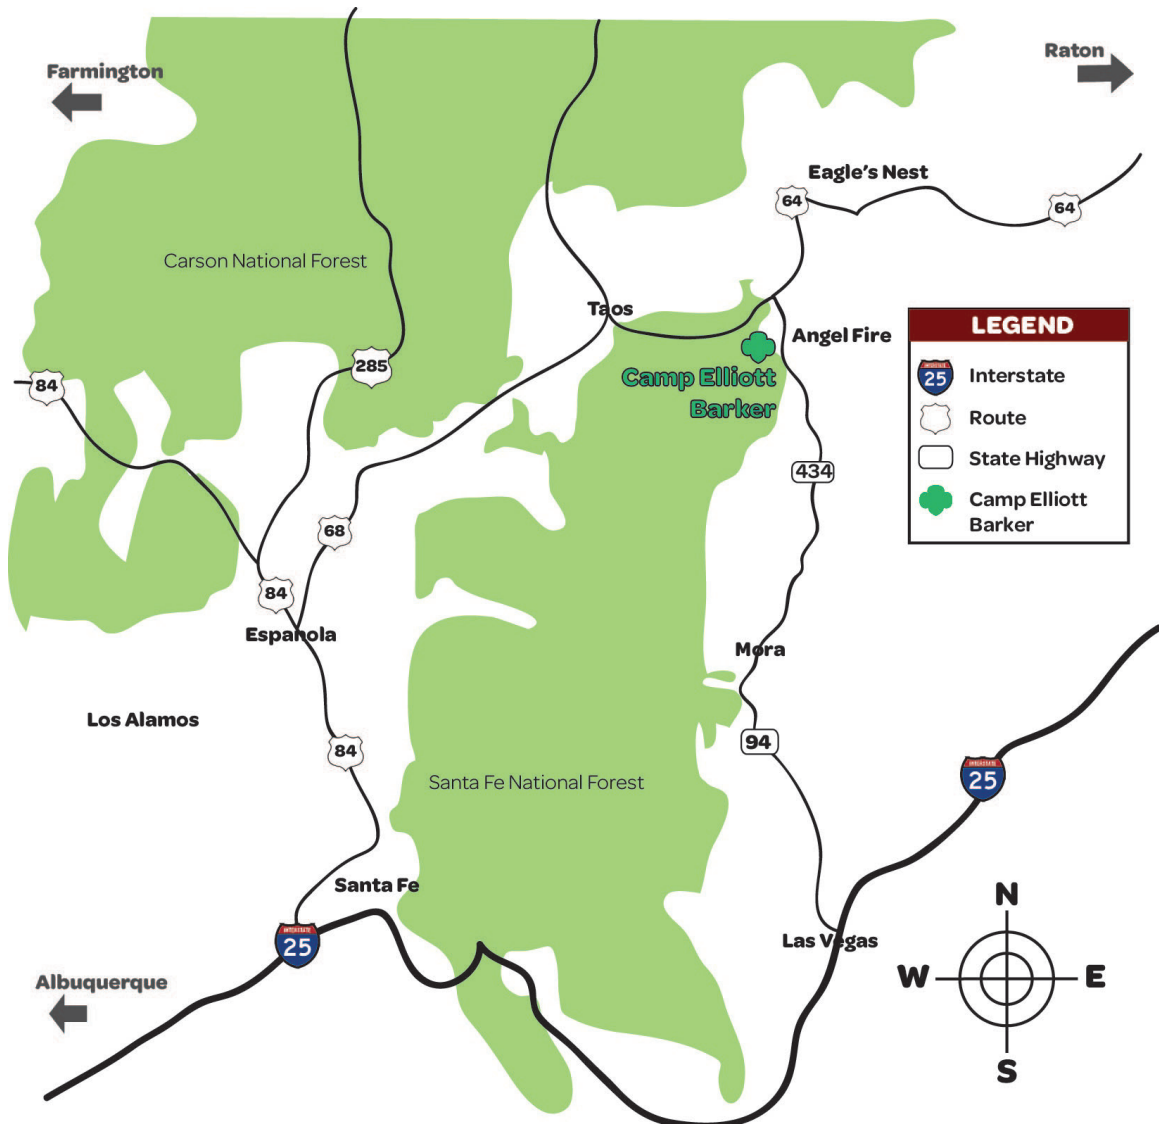 Farmington
Raton
Eagle's Nest
64
64
Carson National Forest
Taos
Angel Fire
LEGEND
25 Interstate
Route
State Highway
Camp Elliott
Barker
285
84
Camp Elliott
Barker
434
68
84
Espanola
Mora
Los Alamos
94
84
INTERSTATE
25
Santa Fe National Forest
Santa Fe
INTERSTATE
25
Las Vegas
Albuquerque
N
W
E
S